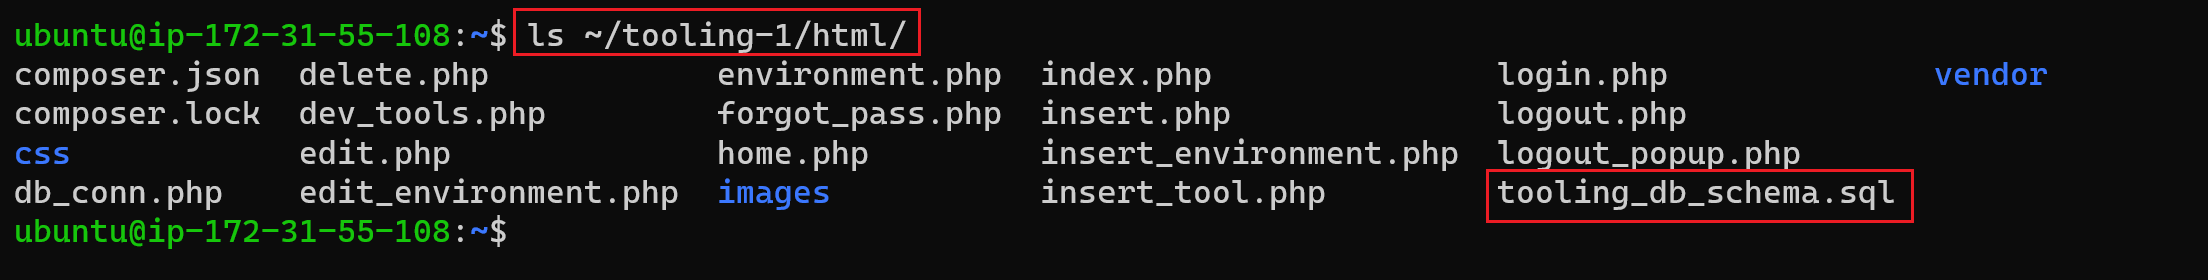 ubuntu@ip-172-31-55-108:~$ ls ~/tooling-1/html/
composer.json  delete.php            environment.php  index.php               login.php              vendor
composer.lock  dev_tools.php         forgot_pass.php  insert.php              logout.php
css            edit.php              home.php         insert_environment.php  logout_popup.php
db_conn.php    edit_environment.php  images           insert_tool.php         tooling_db_schema.sql
ubuntu@ip-172-31-55-108:~$